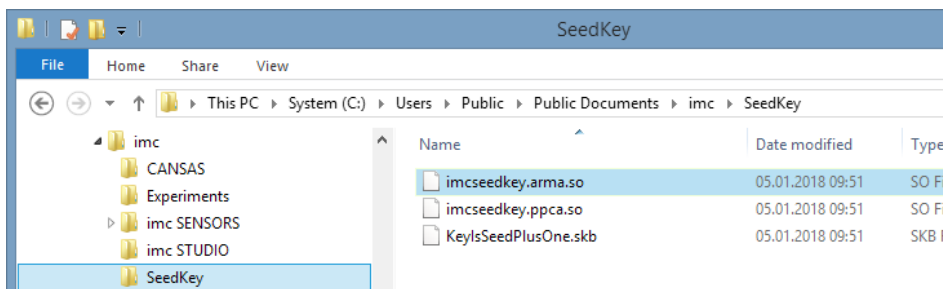 SeedKey
File Home Share View
This PC System (C:) Users Public Public Documents imc SeedKey
imc
CANSAS
Experiments
imc SENSORS
imc STUDIO
SeedKey
Name Date modified Type
imcseedkey.arma.so 05.01.2018 09:51 SO F
imcseedkey.ppca.so 05.01.2018 09:51 SO F
KeyIsSeedPlusOne.skb 05.01.2018 09:51 SKB